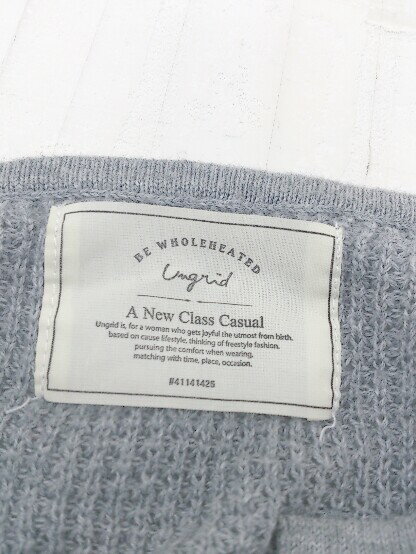 BE WHOLEHEATED
Ungrid
A New Class Casual
Ungrid is, for a woman who gets joyful the utmost from birth.
based on cause lifestyle, thinking of freestyle fashion.
pursuing the comfort when wearing.
matching with time, place, occasion.
#41141425